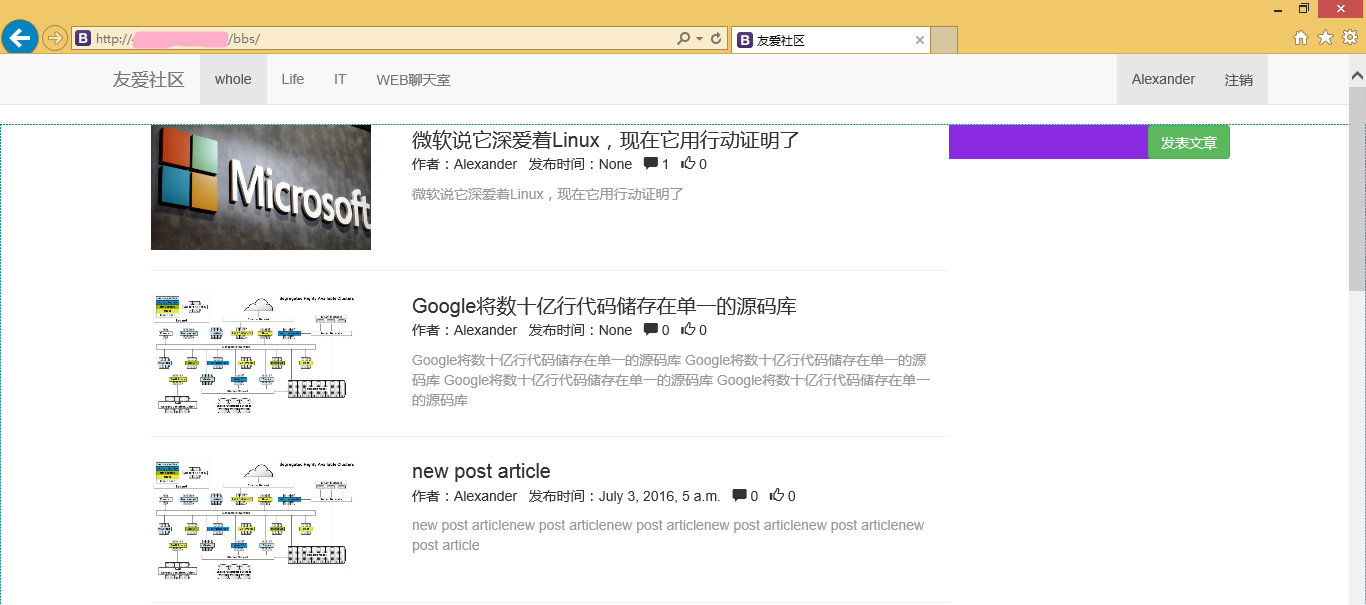 http://
/bbs/
友爱社区
友爱社区
whole
Life
IT
WEB聊天室
Alexander
注销
Microsoft
微软说它深爱着Linux，现在它用行动证明了
作者：Alexander 发布时间：None 1 0
微软说它深爱着Linux，现在它用行动证明了
发表文章
Segregated Highly Available Clusters
Google将数十亿行代码储存在单一的源码库
作者：Alexander 发布时间：None 0 0
Google将数十亿行代码储存在单一的源码库 Google将数十亿行代码储存在单一的源
码库 Google将数十亿行代码储存在单一的源码库 Google将数十亿行代码储存在单一
的源码库
Segregated Highly Available Clusters
new post article
作者：Alexander 发布时间：July 3, 2016, 5 a.m. 0 0
new post articlenew post articlenew post articlenew post articlenew post articlenew
post article